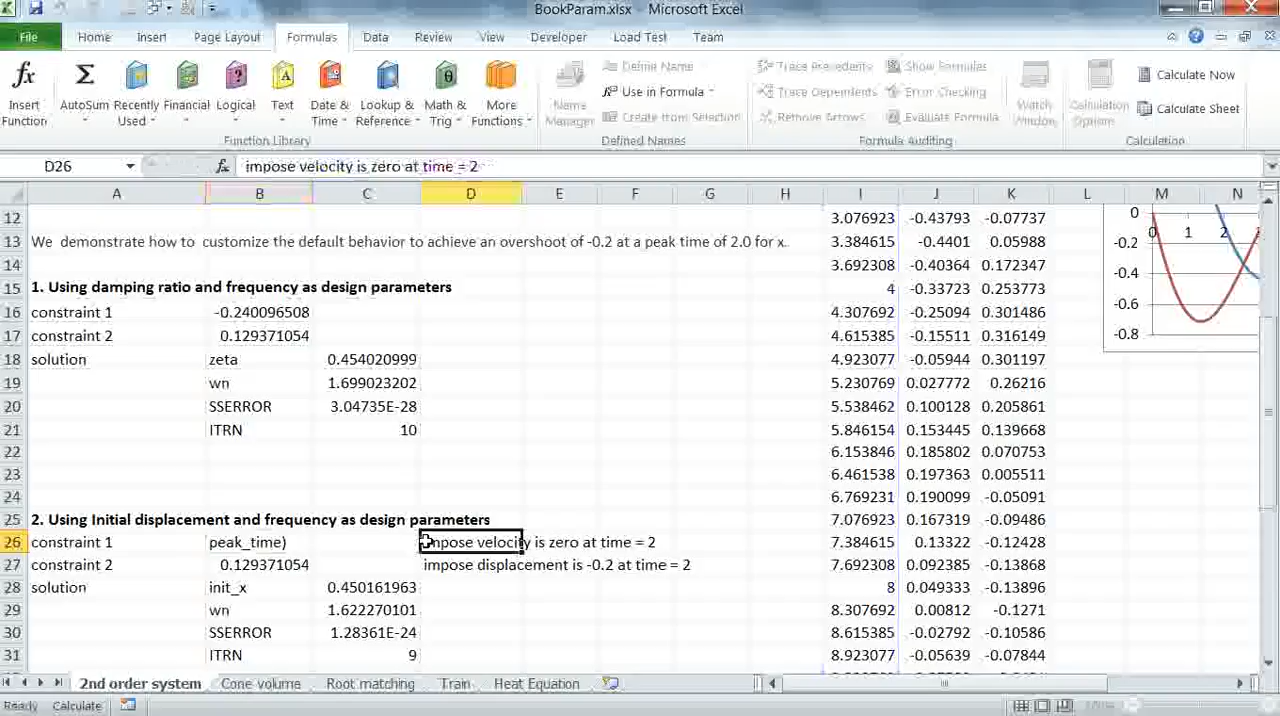 BookParam.xlsx - Microsoft Excel
File Home Insert Page Layout Formulas Data Review View Developer Load Test Team
fx Σ A θ
Insert Function AutoSum Recently Used Financial Logical Text Date & Time Lookup & Reference Math & Trig More Functions
Function Library
Name Manager Define Name Use in Formula Create from Selection
Defined Names
Trace Precedents Trace Dependents Remove Arrows Show Formulas Error Checking Evaluate Formula Watch Window
Formula Auditing
Calculation Options Calculate Now Calculate Sheet
Calculation
D26 fx impose velocity is zero at time = 2
A B C D E F G H I J K L M N
12 3.076923 -0.43793 -0.07737
13 We demonstrate how to customize the default behavior to achieve an overshoot of -0.2 at a peak time of 2.0 for x. 3.384615 -0.4401 0.05988
14 3.692308 -0.40364 0.172347
15 1. Using damping ratio and frequency as design parameters 4 -0.33723 0.253773
16 constraint 1 -0.240096508 4.307692 -0.25094 0.301486
17 constraint 2 0.129371054 4.615385 -0.15511 0.316149
18 solution zeta 0.454020999 4.923077 -0.05944 0.301197
19 wn 1.699023202 5.230769 0.027772 0.26216
20 SSERROR 3.04735E-28 5.538462 0.100128 0.205861
21 ITRN 10 5.846154 0.153445 0.139668
22 6.153846 0.185802 0.070753
23 6.461538 0.197363 0.005511
24 6.769231 0.190099 -0.05091
25 2. Using Initial displacement and frequency as design parameters 7.076923 0.167319 -0.09486
26 constraint 1 peak_time) impose velocity is zero at time = 2 7.384615 0.13322 -0.12428
27 constraint 2 0.129371054 impose displacement is -0.2 at time = 2 7.692308 0.092385 -0.13868
28 solution init_x 0.450161963 8 0.049333 -0.13896
29 wn 1.622270101 8.307692 0.00812 -0.1271
30 SSERROR 1.28361E-24 8.615385 -0.02792 -0.10586
31 ITRN 9 8.923077 -0.05639 -0.07844
0
-0.2 0 1 2
-0.4
-0.6
-0.8
2nd order system Cone volume Root matching Train Heat Equation
Ready Calculate